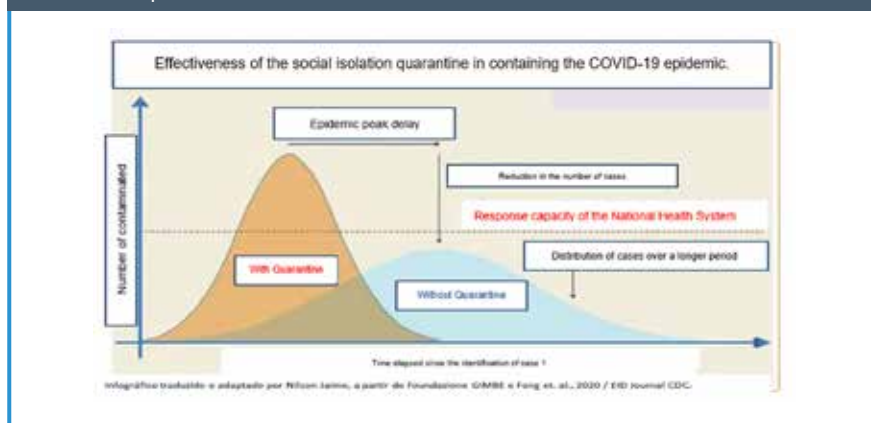 Effectiveness of the social isolation quarantine in containing the COVID-19 epidemic.
Epidemic peak delay
Reduction in the number of cases
Response capacity of the National Health System
Number of contaminated
Distribution of cases over a longer period
With Quarantine
Without Quarantine
Time elapsed since the identification of case 1
Infográfico traduzido e adaptado por Nilson Jaime, a partir de Foundazione GIMBE e Fong et. al., 2020 / EID Journal CDC.